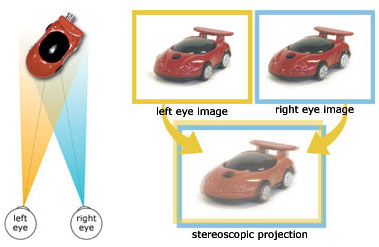 left eye image
right eye image
left
eye
right
eye
stereoscopic projection